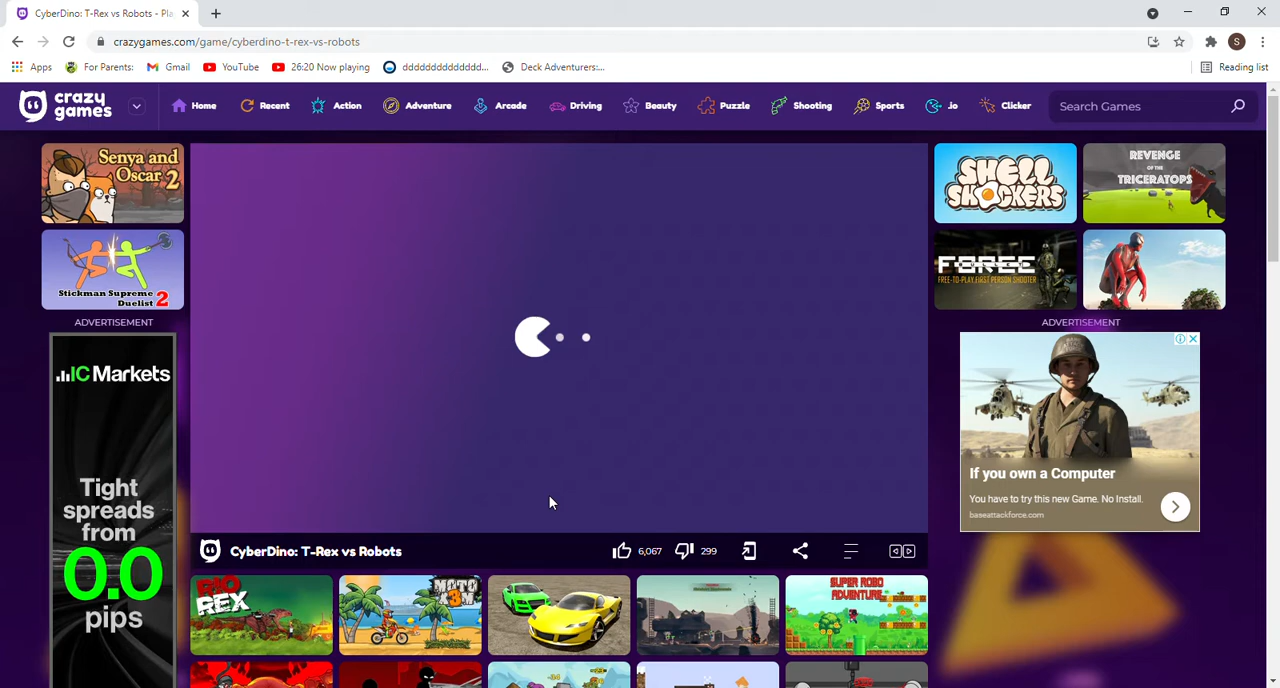 CyberDino: T-Rex vs Robots - Pla
S
crazygames.com/game/cyberdino-t-rex-vs-robots
Apps For Parents: Gmail YouTube 26:20 Now playing dddddddddddddd... Deck Adventurers:... Reading list
crazy
games
Home Recent Action Adventure Arcade Driving Beauty Puzzle Shooting Sports .io Clicker
Search Games
Senya and
Oscar 2
Stickman Supreme
Duelist 2
ADVERTISEMENT
IC Markets
Tight
spreads
from
0.0
pips
SHELL
SHOCKERS
REVENGE
OF THE
TRICERATOPS
FREE-TO-PLAY FIRST PERSON SHOOTER
ADVERTISEMENT
If you own a Computer
You have to try this new Game. No Install.
baseattackforce.com
CyberDino: T-Rex vs Robots
6,067 299
RIO
REX
MOTO
X3M
SUPER ROBO
ADVENTURE